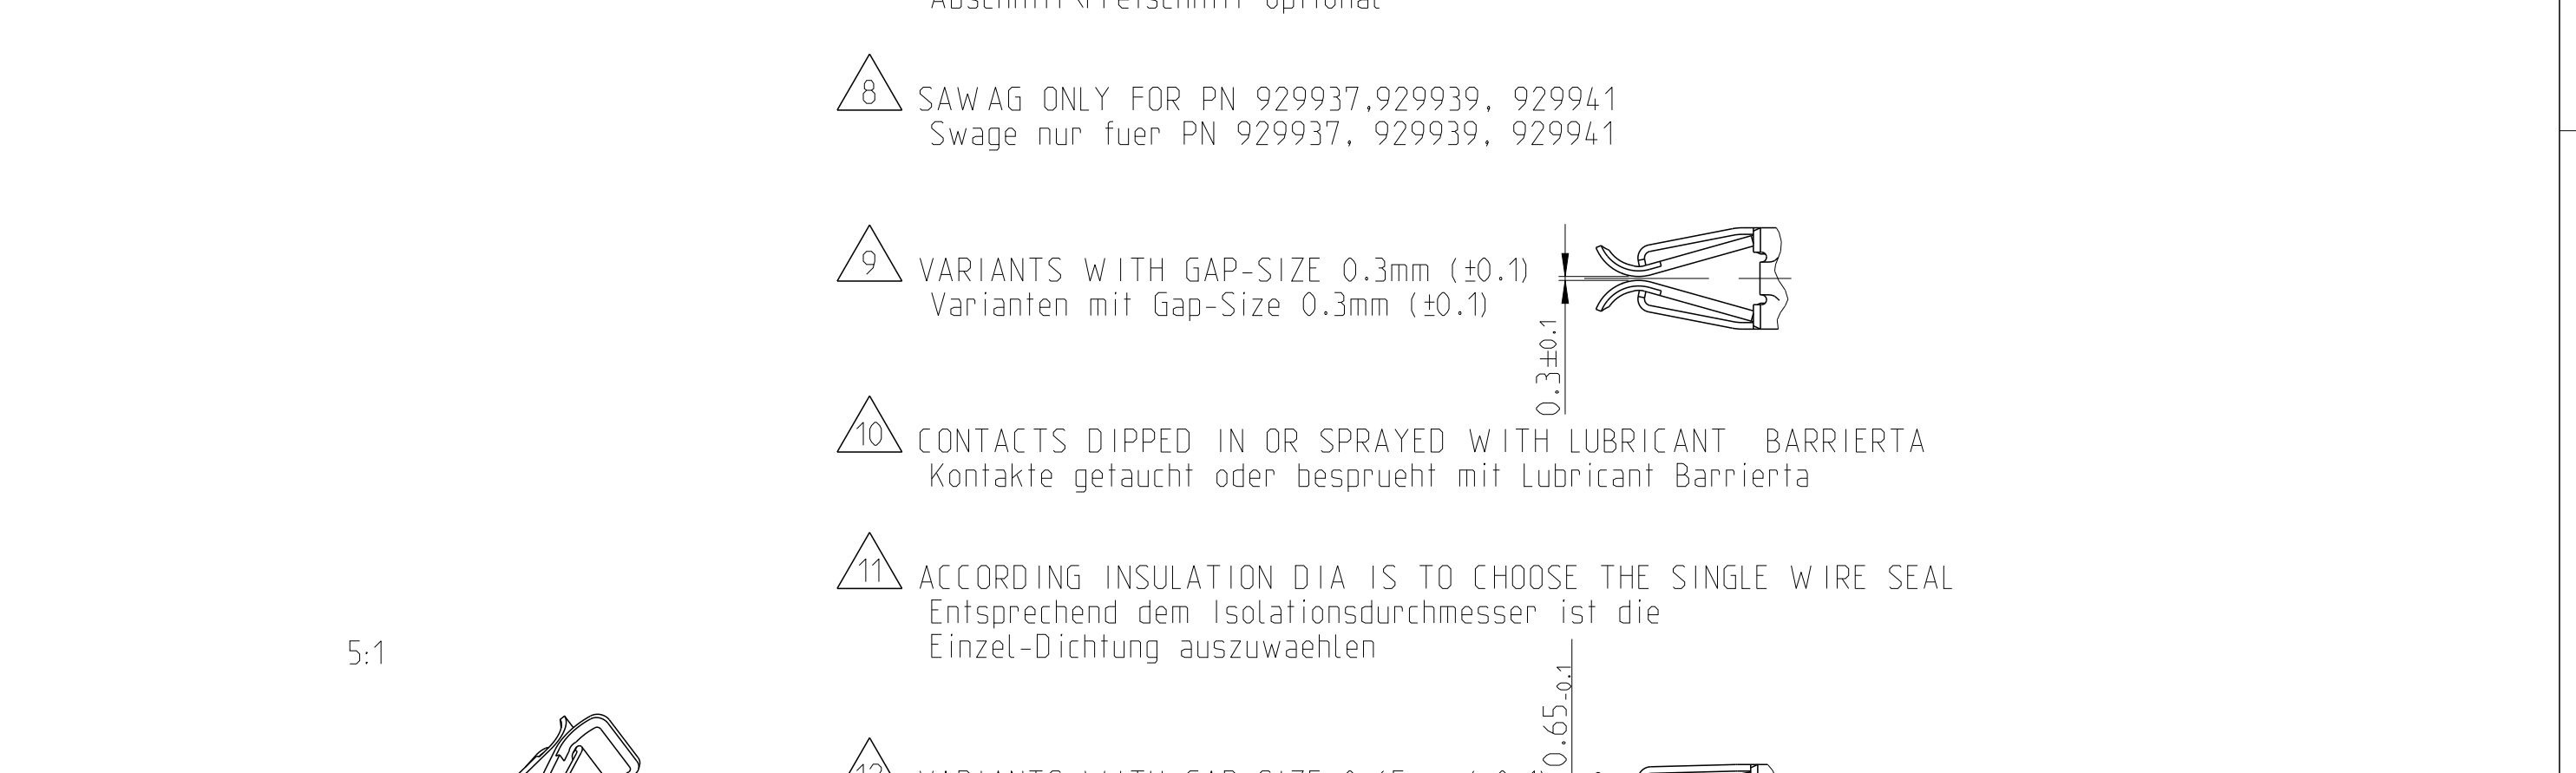 8 SAWAG ONLY FOR PN 929937,929939, 929941
Swage nur fuer PN 929937, 929939, 929941
9 VARIANTS WITH GAP-SIZE 0.3mm (±0.1)
Varianten mit Gap-Size 0.3mm (±0.1)
0.3±0.1
10 CONTACTS DIPPED IN OR SPRAYED WITH LUBRICANT BARRIERTA
Kontakte getaucht oder besprueht mit Lubricant Barrierta
11 ACCORDING INSULATION DIA IS TO CHOOSE THE SINGLE WIRE SEAL
Entsprechend dem Isolationsdurchmesser ist die
Einzel-Dichtung auszuwaehlen
5:1
0.65-0.1